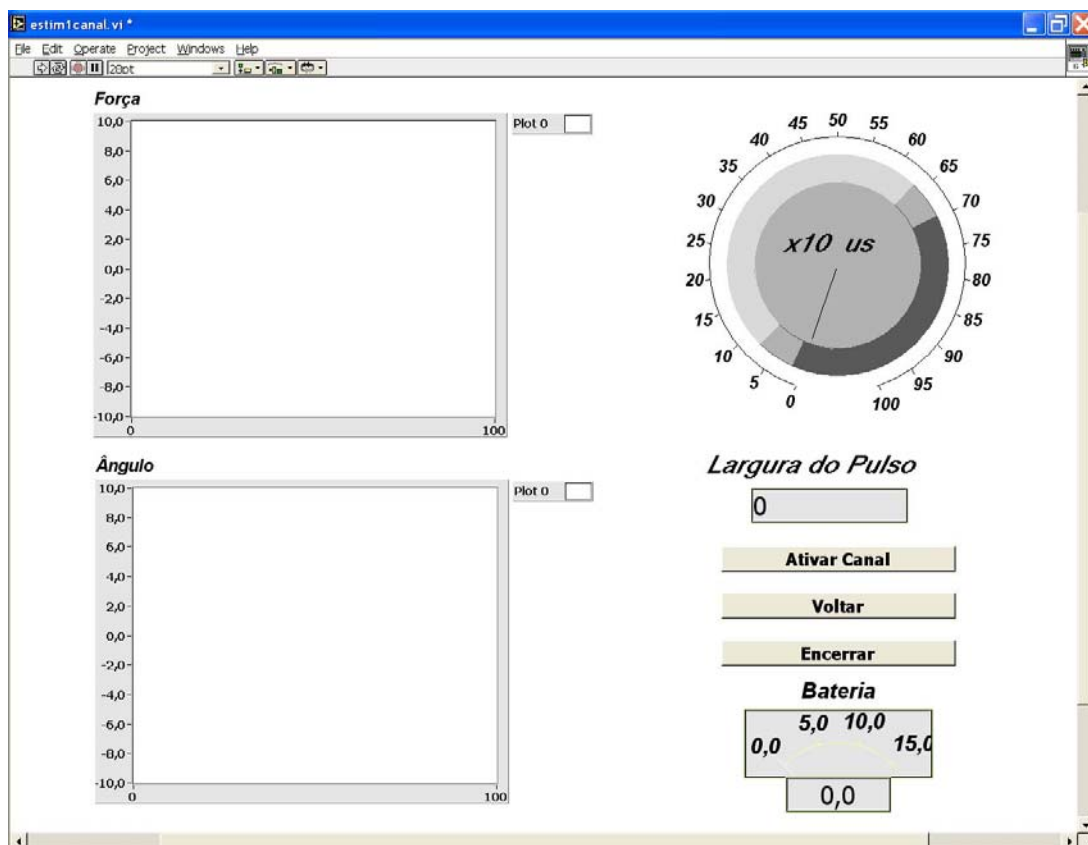 estim1canal.vi *
File Edit Operate Project Windows Help
28pt
Força
Plot 0
10,0
8,0
6,0
4,0
2,0
0,0
-2,0
-4,0
-6,0
-8,0
-10,0
0 100
Ângulo
Plot 0
10,0
8,0
6,0
4,0
2,0
0,0
-2,0
-4,0
-6,0
-8,0
-10,0
0 100
0 5 10 15 20 25 30 35 40 45 50 55 60 65 70 75 80 85 90 95 100
x10 us
Largura do Pulso
0
Ativar Canal
Voltar
Encerrar
Bateria
0,0 5,0 10,0 15,0
0,0